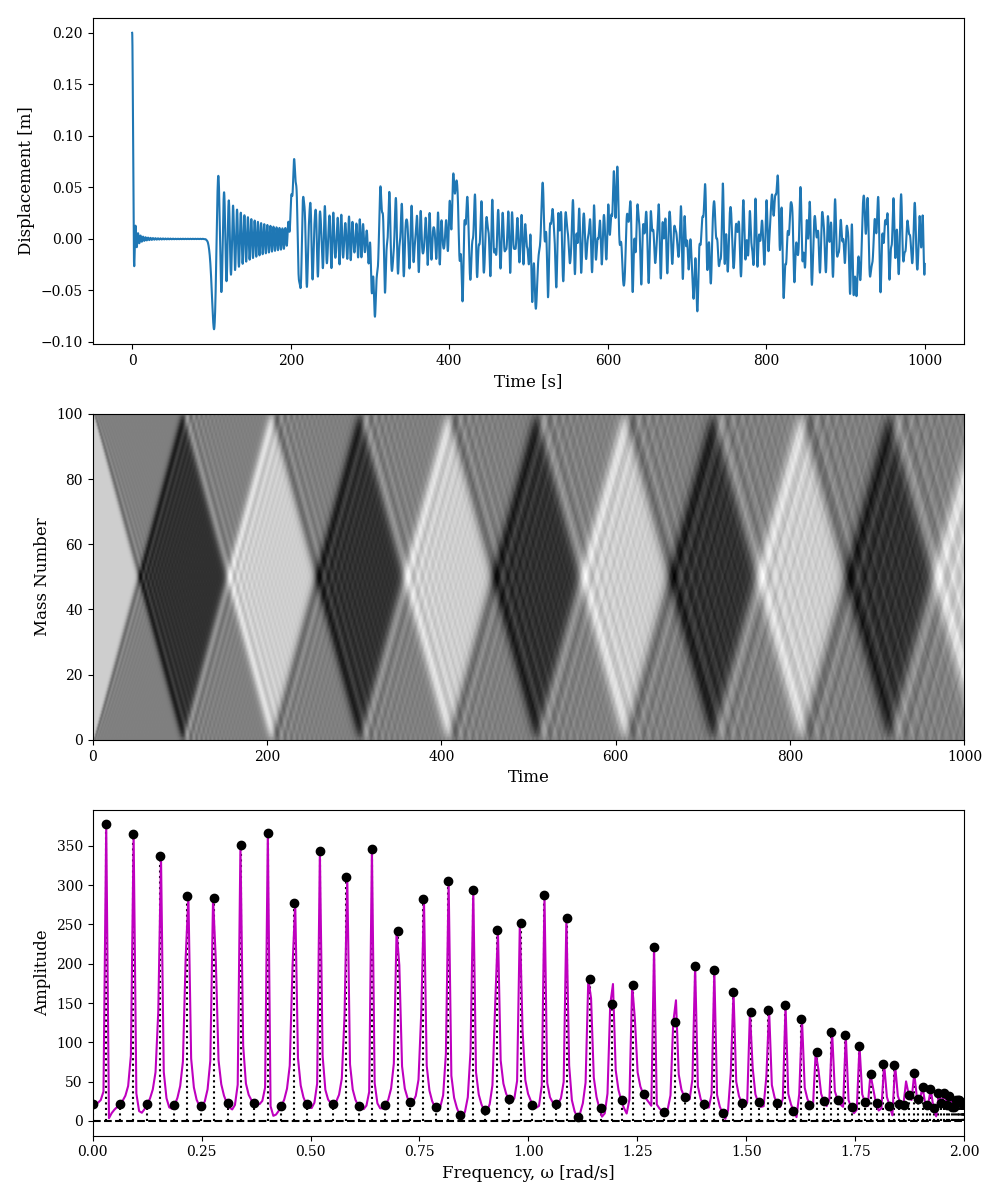 0.20
0.15
0.10
0.05
0.00
−0.05
−0.10
Displacement [m]
0 200 400 600 800 1000
Time [s]
100
80
60
40
20
0
Mass Number
0 200 400 600 800 1000
Time
350
300
250
200
150
100
50
0
Amplitude
0.00 0.25 0.50 0.75 1.00 1.25 1.50 1.75 2.00
Frequency, ω [rad/s]